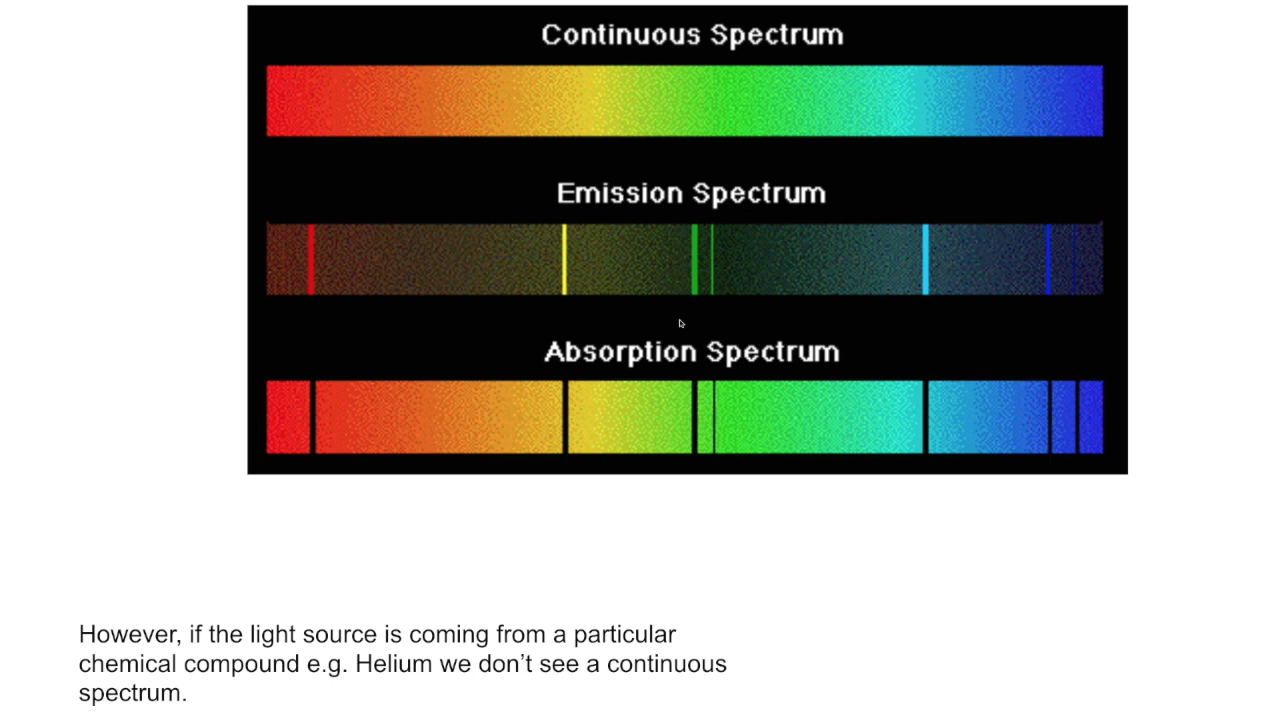 Continuous Spectrum
Emission Spectrum
Absorption Spectrum
However, if the light source is coming from a particular
chemical compound e.g. Helium we don’t see a continuous
spectrum.